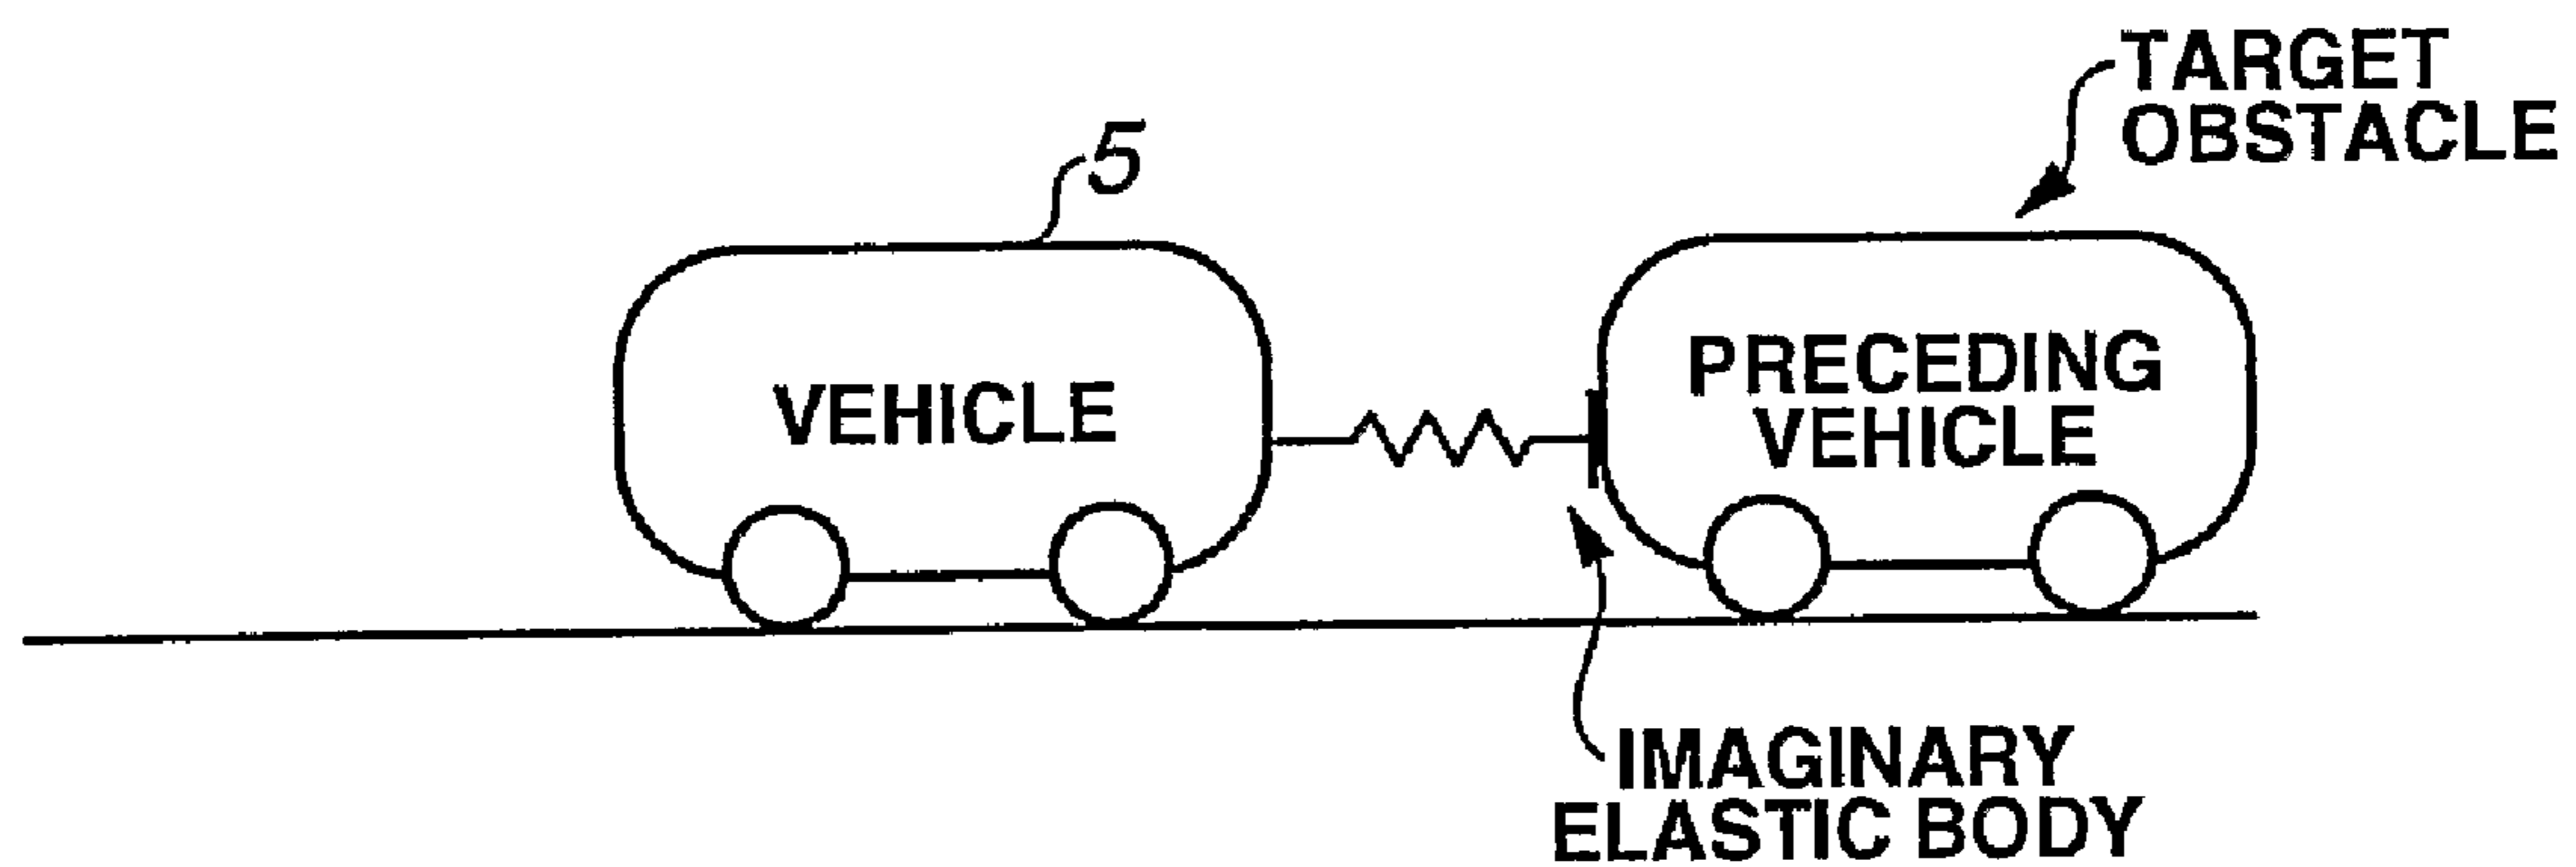 TARGET
OBSTACLE
5
VEHICLE
PRECEDING
VEHICLE
IMAGINARY
ELASTIC BODY